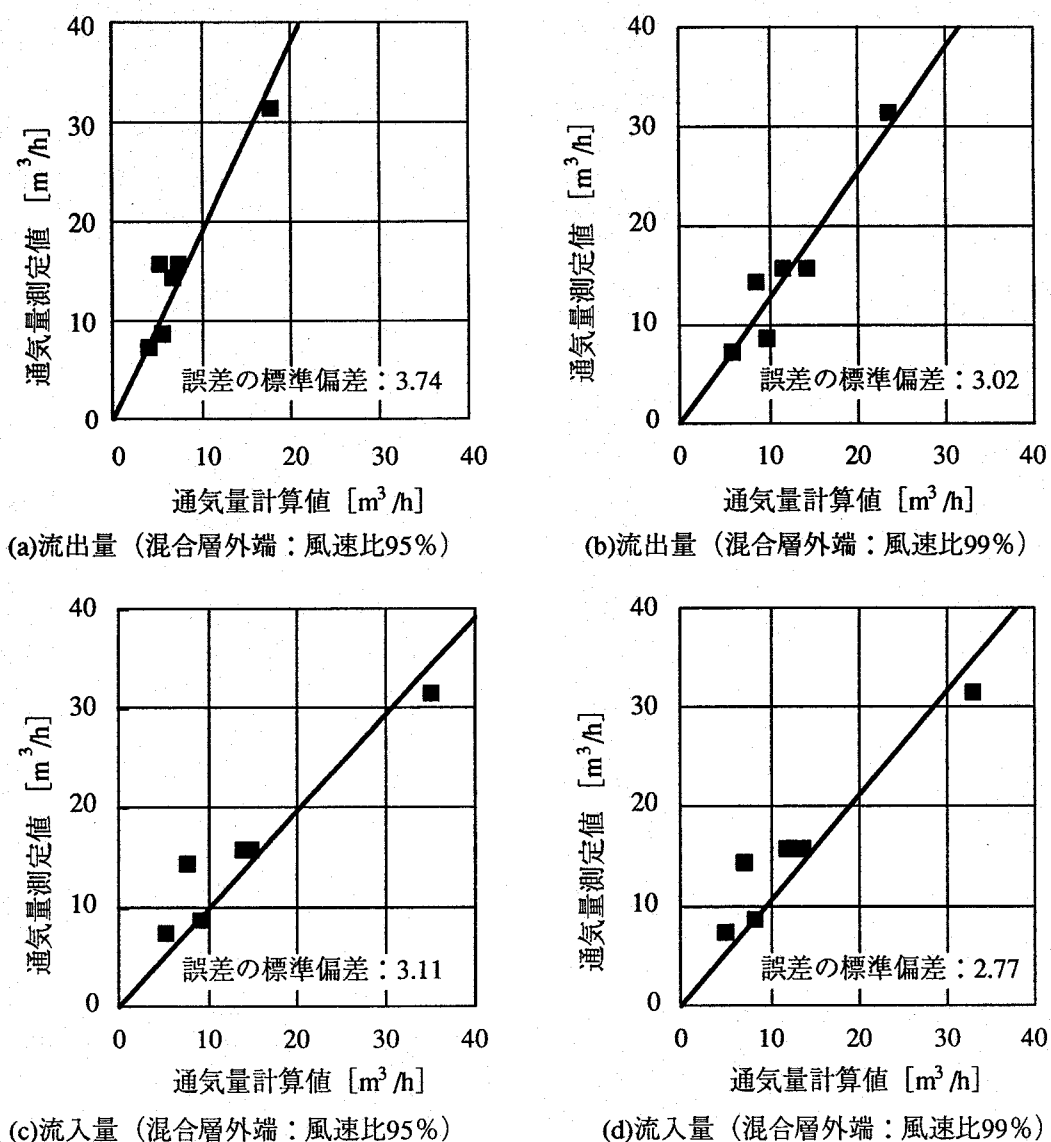 40
30
20
10
0
通気量測定値 [m³/h]
誤差の標準偏差：3.74
0 10 20 30 40
通気量計算値 [m³/h]
(a)流出量（混合層外端：風速比95%）
40
30
20
10
0
通気量測定値 [m³/h]
誤差の標準偏差：3.02
0 10 20 30 40
通気量計算値 [m³/h]
(b)流出量（混合層外端：風速比99%）
40
30
20
10
0
通気量測定値 [m³/h]
誤差の標準偏差：3.11
0 10 20 30 40
通気量計算値 [m³/h]
(c)流入量（混合層外端：風速比95%）
40
30
20
10
0
通気量測定値 [m³/h]
誤差の標準偏差：2.77
0 10 20 30 40
通気量計算値 [m³/h]
(d)流入量（混合層外端：風速比99%）